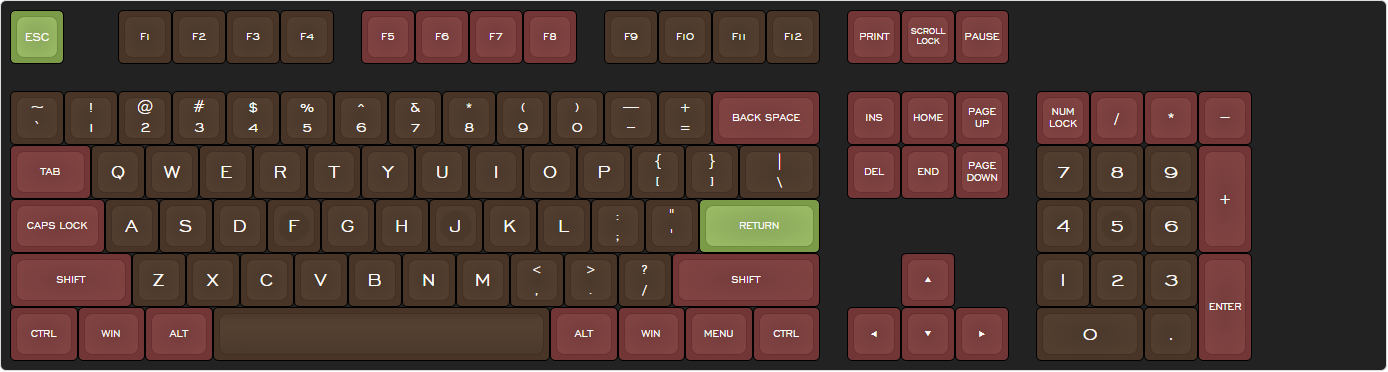 ESC F1 F2 F3 F4 F5 F6 F7 F8 F9 F10 F11 F12 PRINT SCROLL LOCK PAUSE
~ ! @ # $ % ^ & * ( ) — +
` 1 2 3 4 5 6 7 8 9 0 - = BACK SPACE INS HOME PAGE UP NUM LOCK / * —
TAB Q W E R T Y U I O P { [ } ] | \ DEL END PAGE DOWN 7 8 9 +
CAPS LOCK A S D F G H J K L : ; " ' RETURN 4 5 6
SHIFT Z X C V B N M < , > . ? / SHIFT ▲ 1 2 3 ENTER
CTRL WIN ALT ALT WIN MENU CTRL ◄ ▼ ► 0 .